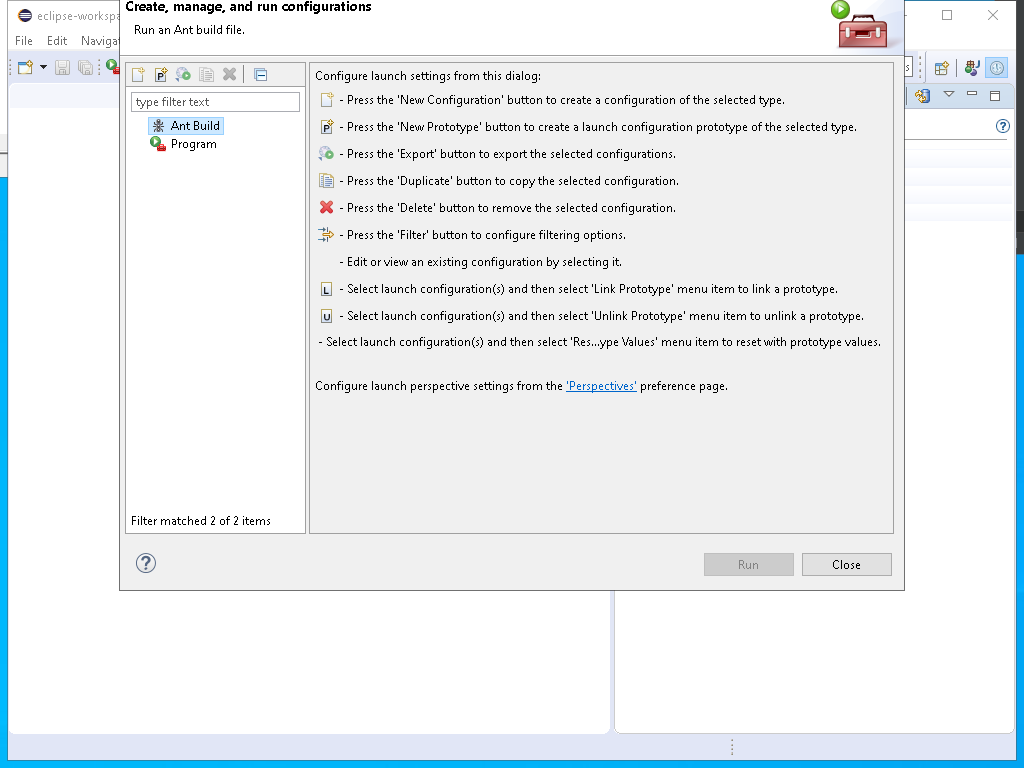 Create, manage, and run configurations
eclipse-workspa
Run an Ant build file.
File Edit Naviga
Configure launch settings from this dialog:
type filter text
- Press the 'New Configuration' button to create a configuration of the selected type.
Ant Build
- Press the 'New Prototype' button to create a launch configuration prototype of the selected type.
Program
- Press the 'Export' button to export the selected configurations.
- Press the 'Duplicate' button to copy the selected configuration.
- Press the 'Delete' button to remove the selected configuration.
- Press the 'Filter' button to configure filtering options.
- Edit or view an existing configuration by selecting it.
- Select launch configuration(s) and then select 'Link Prototype' menu item to link a prototype.
- Select launch configuration(s) and then select 'Unlink Prototype' menu item to unlink a prototype.
- Select launch configuration(s) and then select 'Res...ype Values' menu item to reset with prototype values.
Configure launch perspective settings from the 'Perspectives' preference page.
Filter matched 2 of 2 items
Run
Close